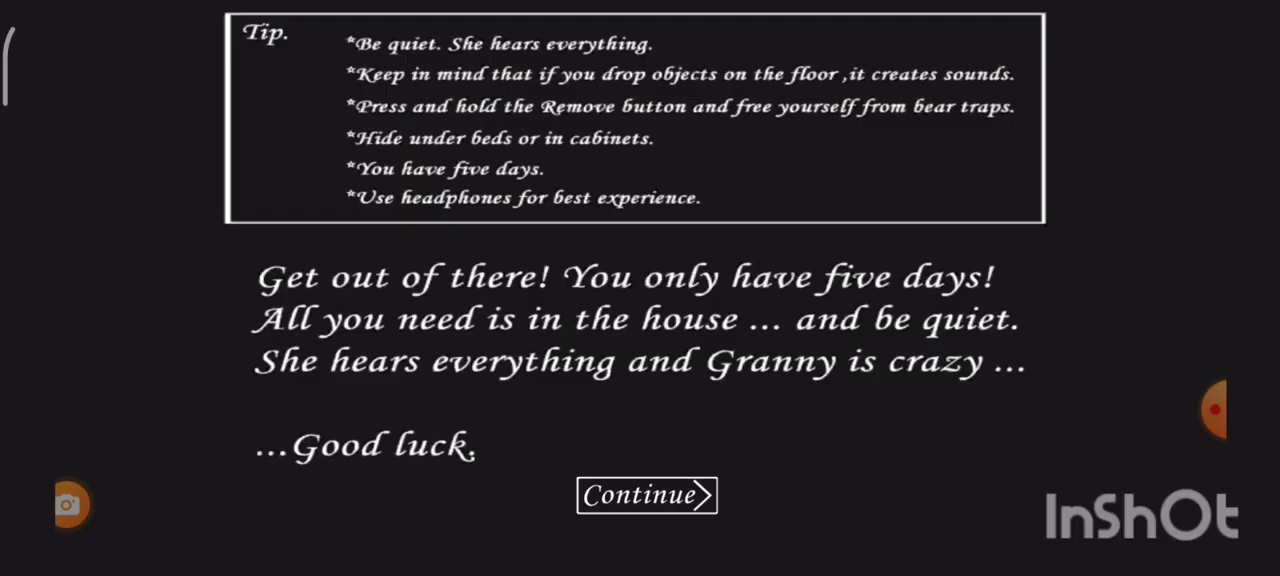 Tip.
*Be quiet. She hears everything.
*Keep in mind that if you drop objects on the floor ,it creates sounds.
*Press and hold the Remove button and free yourself from bear traps.
*Hide under beds or in cabinets.
*You have five days.
*Use headphones for best experience.
Get out of there! You only have five days!
All you need is in the house ... and be quiet.
She hears everything and Granny is crazy ...
...Good luck.
Continue
InShOt